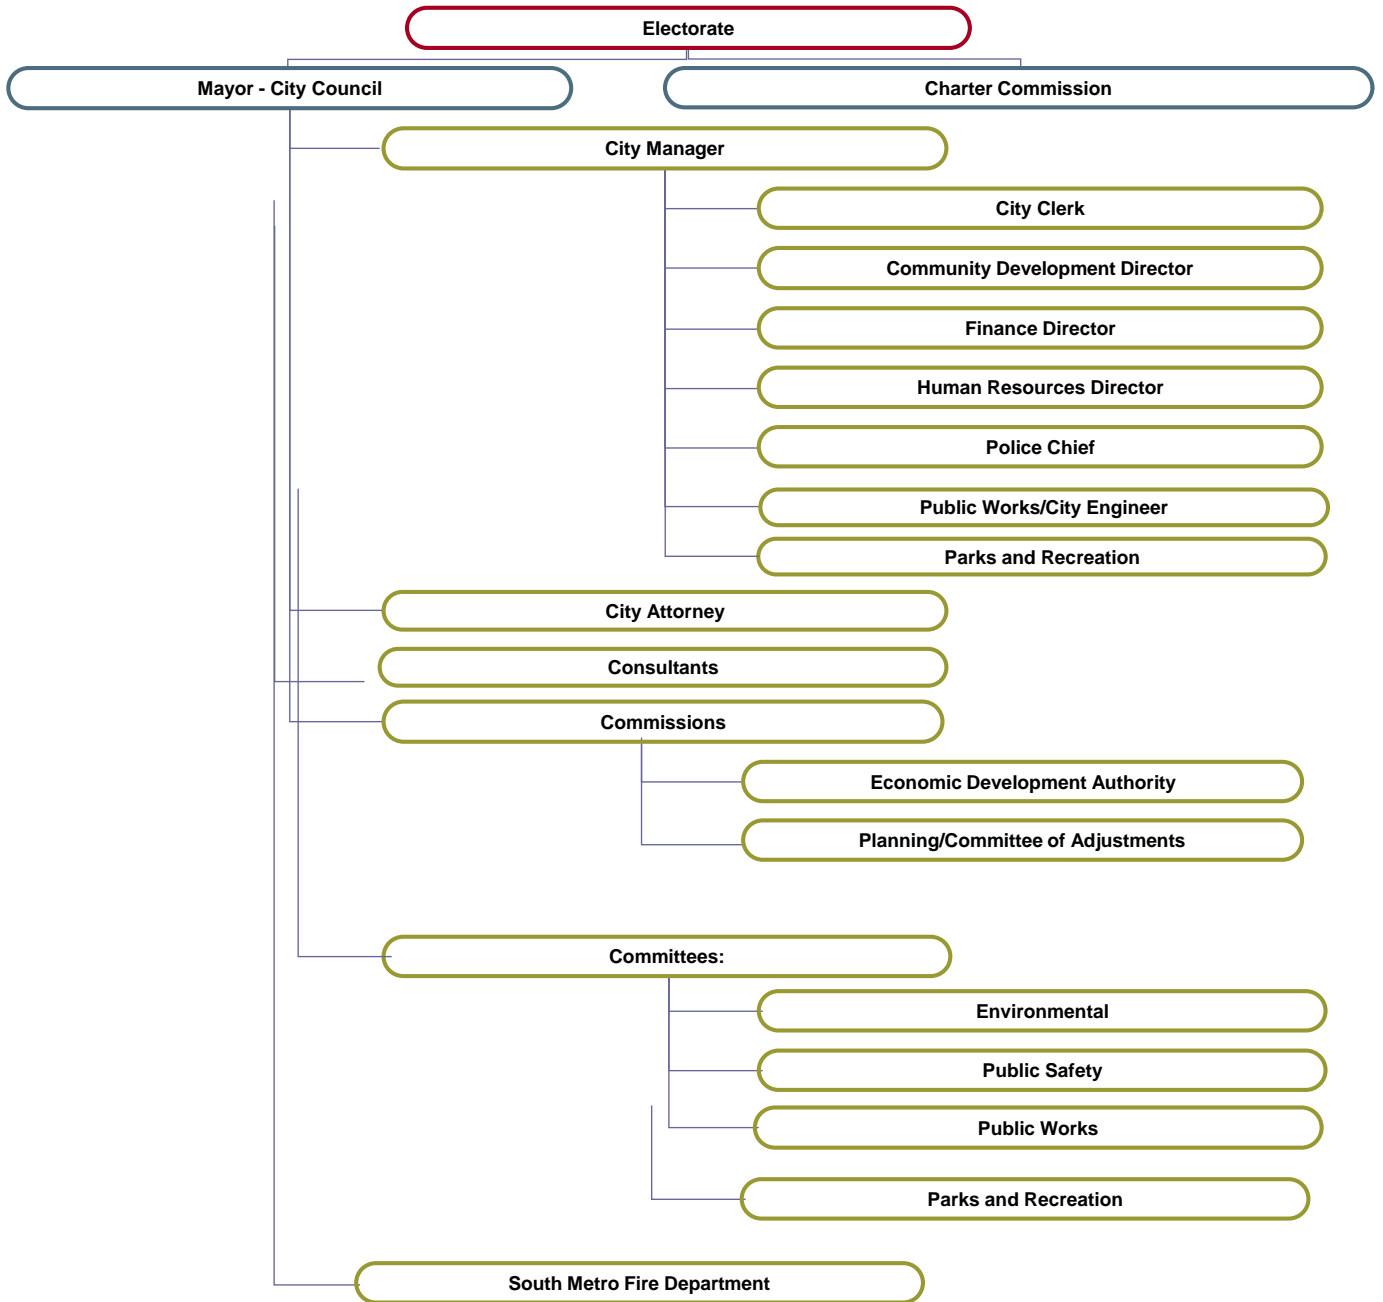 Electorate
Mayor - City Council
Charter Commission
City Manager
City Clerk
Community Development Director
Finance Director
Human Resources Director
Police Chief
Public Works/City Engineer
Parks and Recreation
City Attorney
Consultants
Commissions
Economic Development Authority
Planning/Committee of Adjustments
Committees:
Environmental
Public Safety
Public Works
Parks and Recreation
South Metro Fire Department